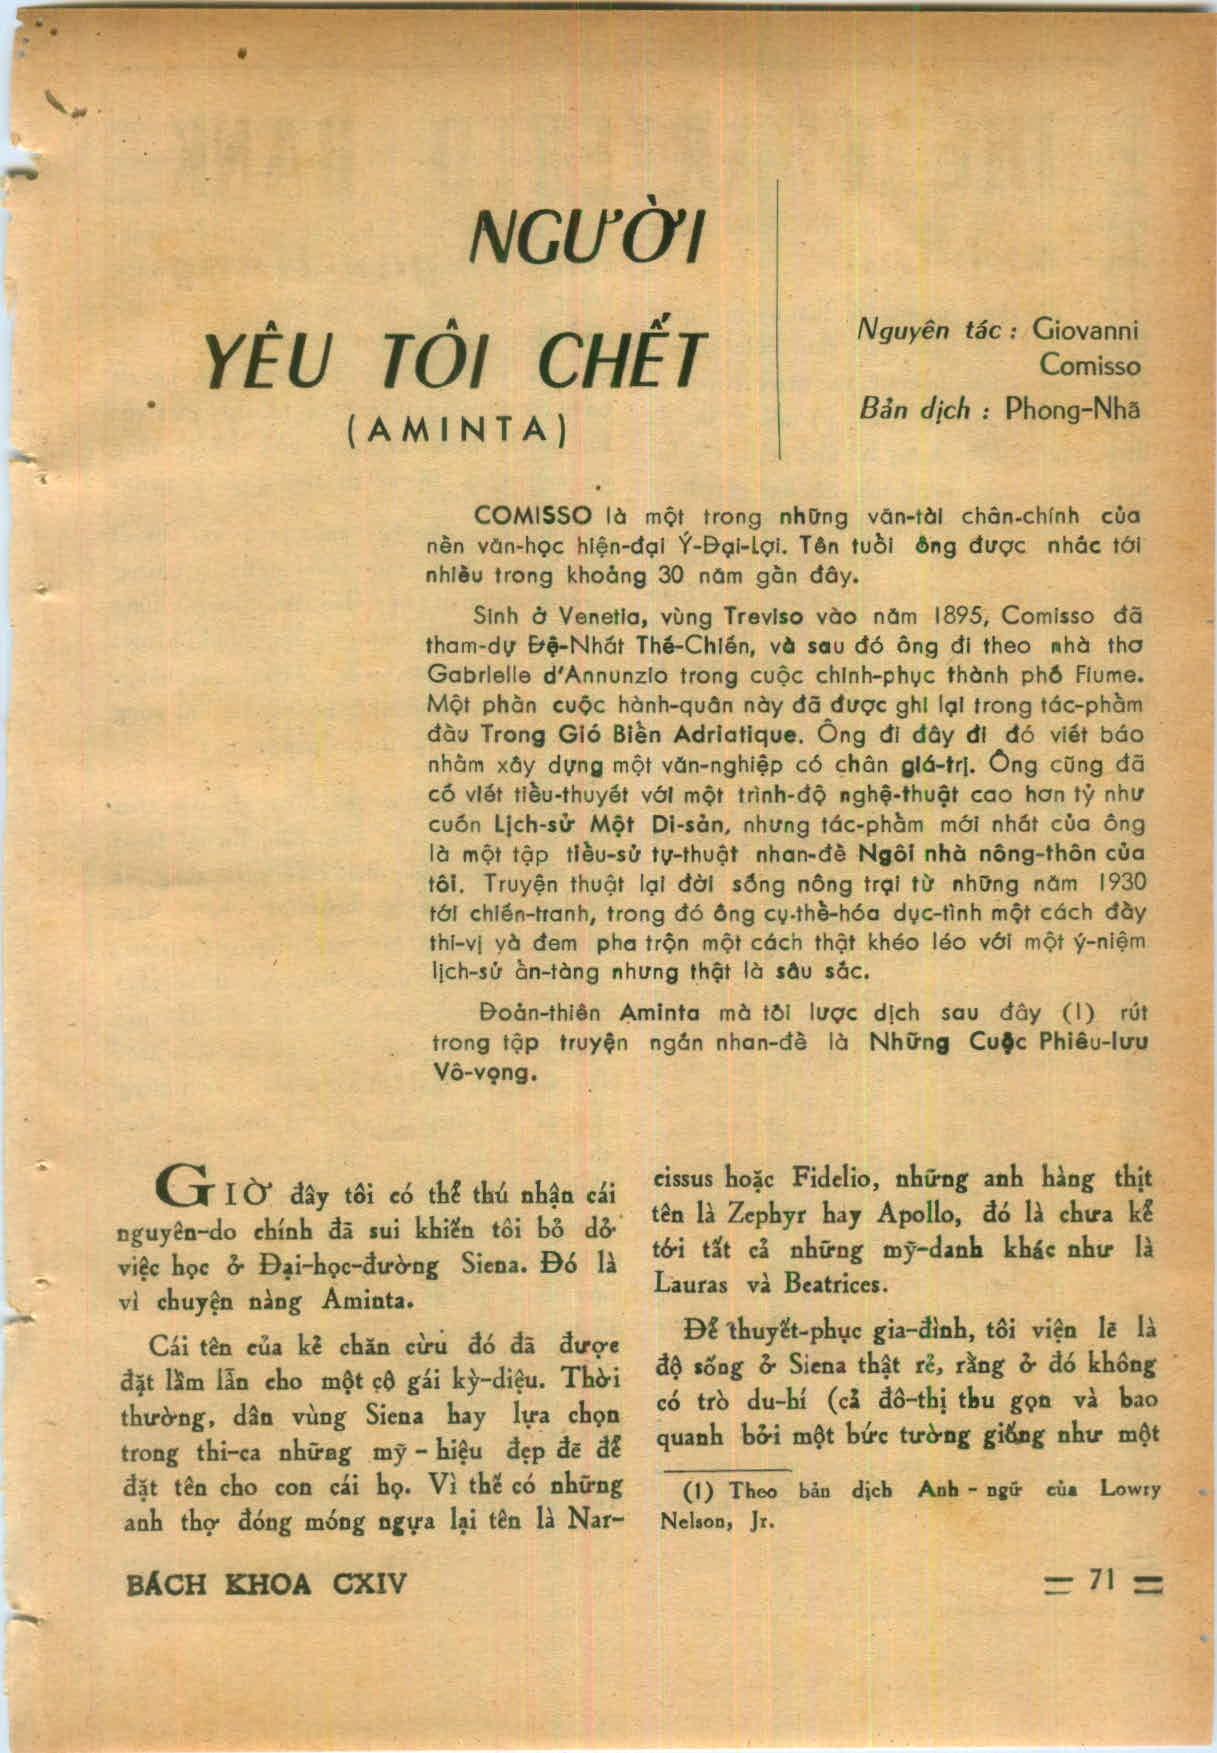 NGƯỜI
YÊU TÔI CHẾT
(AMINTA)
Nguyên tác : Giovanni
Comisso
Bản dịch : Phong-Nhã
COMISSO là một trong những văn-tài chân-chính của
nền văn-học hiện-đại Ý-Đại-Lợi. Tên tuổi ông được nhắc tới
nhiều trong khoảng 30 năm gần đây.
Sinh ở Venetia, vùng Treviso vào năm 1895, Comisso đã
tham-dự Đệ-Nhất Thế-Chiến, và sau đó ông đi theo nhà thơ
Gabrielle d'Annunzio trong cuộc chinh-phục thành phố Fiume.
Một phần cuộc hành-quân này đã được ghi lại trong tác-phẩm
đầu Trong Gió Biển Adriatique. Ông đi đây đi đó viết báo
nhằm xây dựng một văn-nghiệp có chân giá-trị. Ông cũng đã
cố viết tiểu-thuyết với một trình-độ nghệ-thuật cao hơn tỷ như
cuốn Lịch-sử Một Di-sản, nhưng tác-phẩm mới nhất của ông
là một tập tiểu-sử tự-thuật nhan-đề Ngôi nhà nông-thôn của
tôi. Truyện thuật lại đời sống nông trại từ những năm 1930
tới chiến-tranh, trong đó ông cụ-thể-hóa dục-tình một cách đầy
thi-vị và đem pha trộn một cách thật khéo léo với một ý-niệm
lịch-sử ẩn-tàng nhưng thật là sâu sắc.
Đoản-thiên Aminta mà tôi lược dịch sau đây (1) rút
trong tập truyện ngắn nhan-đề là Những Cuộc Phiêu-lưu
Vô-vọng.
GIỜ đây tôi có thể thú nhận cái
nguyên-do chính đã sui khiến tôi bỏ dở
việc học ở Đại-học-đường Siena. Đó là
vì chuyện nàng Aminta.
Cái tên của kẻ chăn cừu đó đã được
đặt lầm lẫn cho một cô gái kỳ-diệu. Thời
thường, dân vùng Siena hay lựa chọn
trong thi-ca những mỹ - hiệu đẹp đẽ để
đặt tên cho con cái họ. Vì thế có những
anh thợ đóng móng ngựa lại tên là Nar-
cissus hoặc Fidelio, những anh hàng thịt
tên là Zephyr hay Apollo, đó là chưa kể
tới tất cả những mỹ-danh khác như là
Lauras và Beatrices.
Để thuyết-phục gia-đình, tôi viện lẽ là
độ sống ở Siena thật rẻ, rằng ở đó không
có trò du-hí (cả đô-thị thu gọn và bao
quanh bởi một bức tường giống như một
(1) Theo bản dịch Anh - ngữ của Lowry
Nelson, Jr.
BÁCH KHOA CXIV
= 71 =